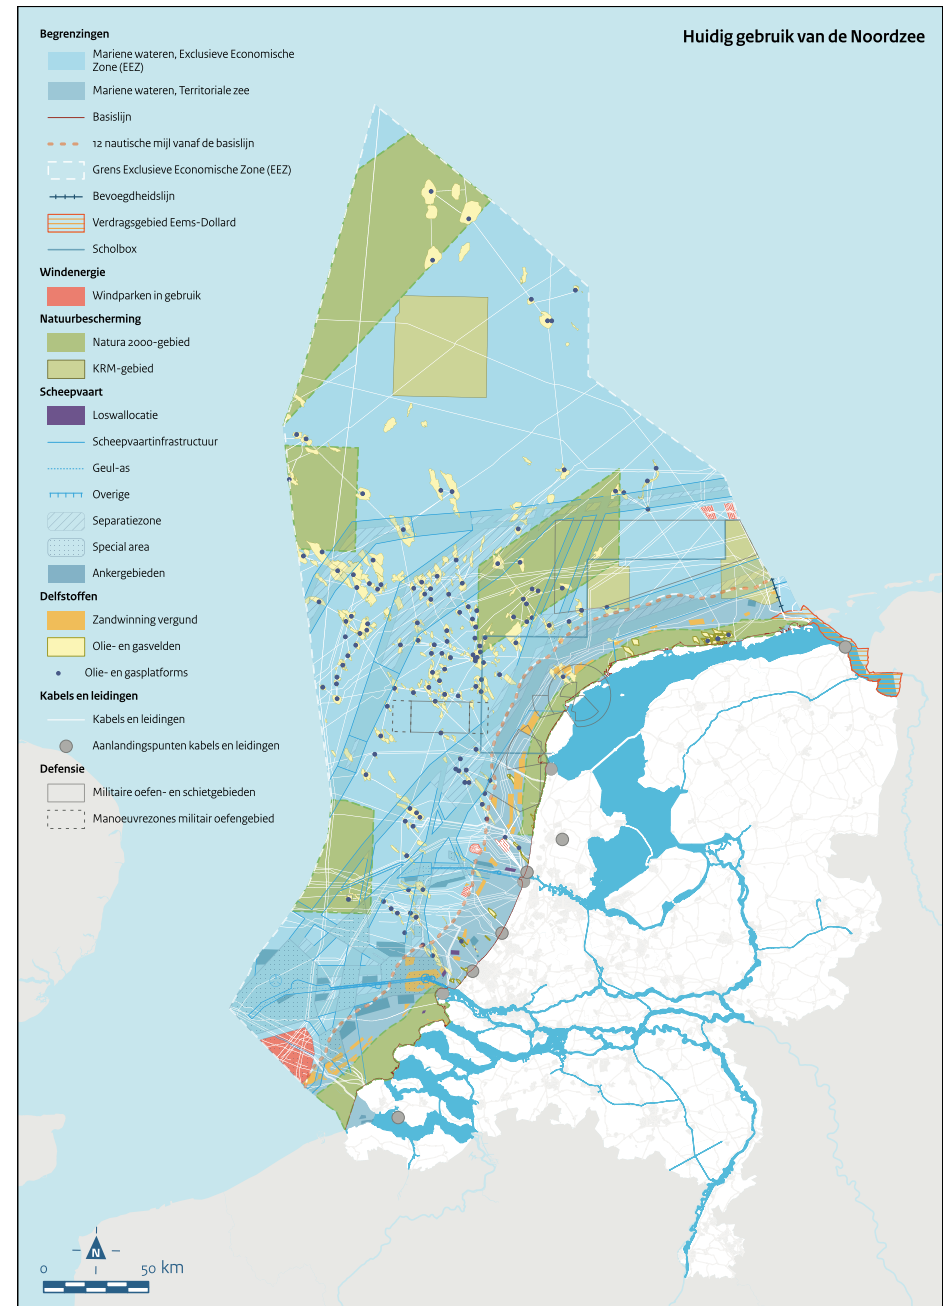 Huidig gebruik van de Noordzee
Begrenzingen
Mariene wateren, Exclusieve Economische
Zone (EEZ)
Mariene wateren, Territoriale zee
Basislijn
12 nautische mijl vanaf de basislijn
Grens Exclusieve Economische Zone (EEZ)
Bevoegdheidslijn
Verdragsgebied Eems-Dollard
Scholbox
Windenergie
Windparken in gebruik
Natuurbescherming
Natura 2000-gebied
KRM-gebied
Scheepvaart
Loswallocatie
Scheepvaartinfrastructuur
Geul-as
Overige
Separatiezone
Special area
Ankergebieden
Delfstoffen
Zandwinning vergund
Olie- en gasvelden
Olie- en gasplatforms
Kabels en leidingen
Kabels en leidingen
Aanlandingspunten kabels en leidingen
Defensie
Militaire oefen- en schietgebieden
Manoeuvrezones militair oefengebied
N
0 50 km